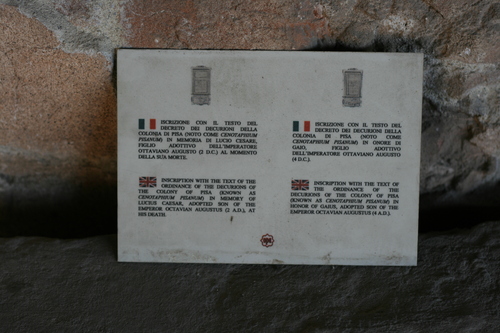 ISCRIZIONE CON IL TESTO DEL
DECRETO DEI DECURIONI DELLA
COLONIA DI PISA (NOTO COME CENOTAPHIUM
PISANUM) IN MEMORIA DI LUCIO CESARE,
FIGLIO ADOTTIVO DELL'IMPERATORE
OTTAVIANO AUGUSTO (2 D.C.) AL MOMENTO
DELLA SUA MORTE.
INSCRIPTION WITH THE TEXT OF THE
ORDINANCE OF THE DECURIONS OF
THE COLONY OF PISA (KNOWN AS
CENOTAPHIUM PISANUM) IN MEMORY OF
LUCIUS CAESAR, ADOPTED SON OF THE
EMPEROR OCTAVIAN AUGUSTUS (2 A.D.), AT
HIS DEATH.
ISCRIZIONE CON IL TESTO DEL
DECRETO DEI DECURIONI DELLA
COLONIA DI PISA (NOTO COME CENOTAPHIUM
PISANUM) IN ONORE DI
GAIO, FIGLIO ADOTTIVO
DELL'IMPERATORE OTTAVIANO AUGUSTO
(4 D.C.).
INSCRIPTION WITH THE TEXT OF
THE ORDINANCE OF THE
DECURIONS OF THE COLONY OF PISA
(KNOWN AS CENOTAPHIUM PISANUM) IN
HONOR OF GAIUS, ADOPTED SON OF THE
EMPEROR OCTAVIAN AUGUSTUS (4 A.D.).